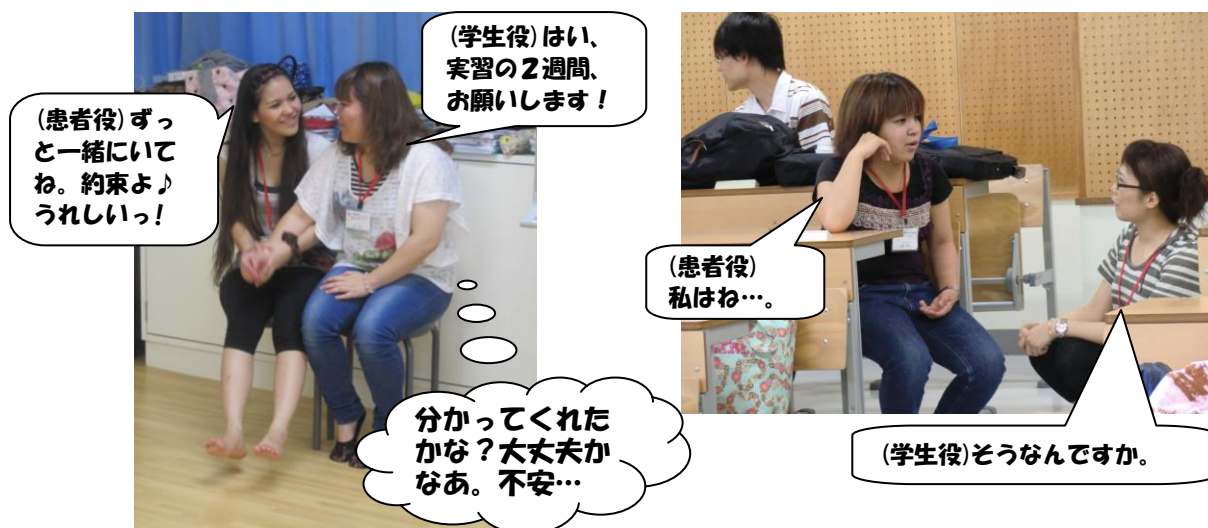 (患者役)ずっ
と一緒にいて
ね。約束よ♪
うれしいっ!
(学生役)はい、
実習の2週間、
お願いします!
分かってくれた
かな?大丈夫か
なあ。不安…
(患者役)
私はね…。
(学生役)そうなんですか。